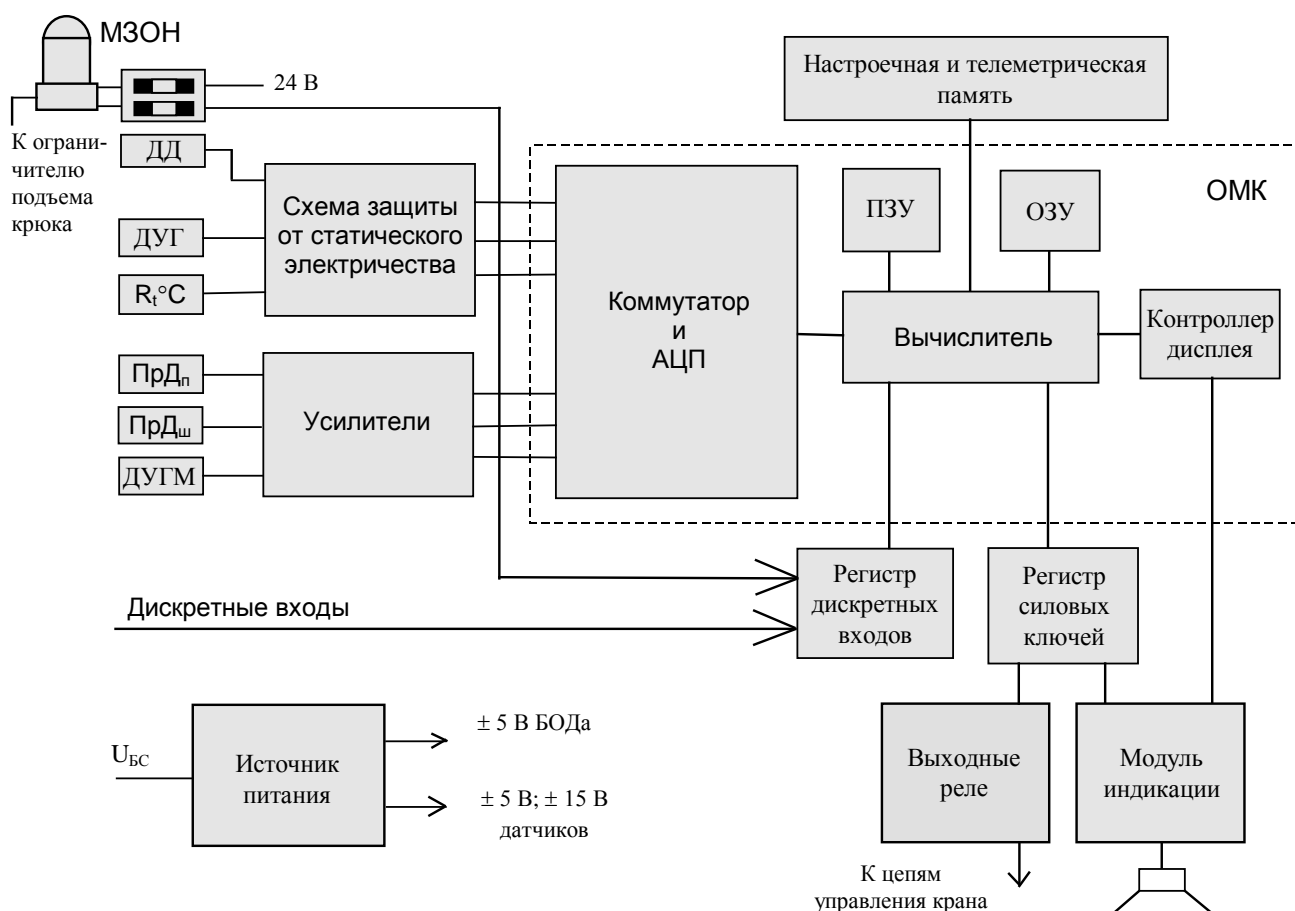 МЗОН
24 В
К ограни-
чителю
подъема
крюка
ДД
ДУГ
Rt°C
Схема защиты
от статического
электричества
ПрДп
ПрДш
ДУГМ
Усилители
Коммутатор
и
АЦП
Настроечная и телеметрическая
память
ОМК
ПЗУ
ОЗУ
Вычислитель
Контроллер
дисплея
Дискретные входы
Регистр
дискретных
входов
Регистр
силовых
ключей
UБС
Источник
питания
± 5 В БОДа
± 5 В; ± 15 В
датчиков
Выходные
реле
Модуль
индикации
К цепям
управления крана